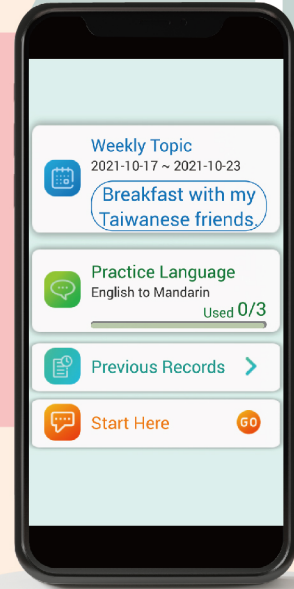 Weekly Topic
2021-10-17 ~ 2021-10-23
Breakfast with my
Taiwanese friends.
Practice Language
English to Mandarin
Used 0/3
Previous Records
Start Here
GO